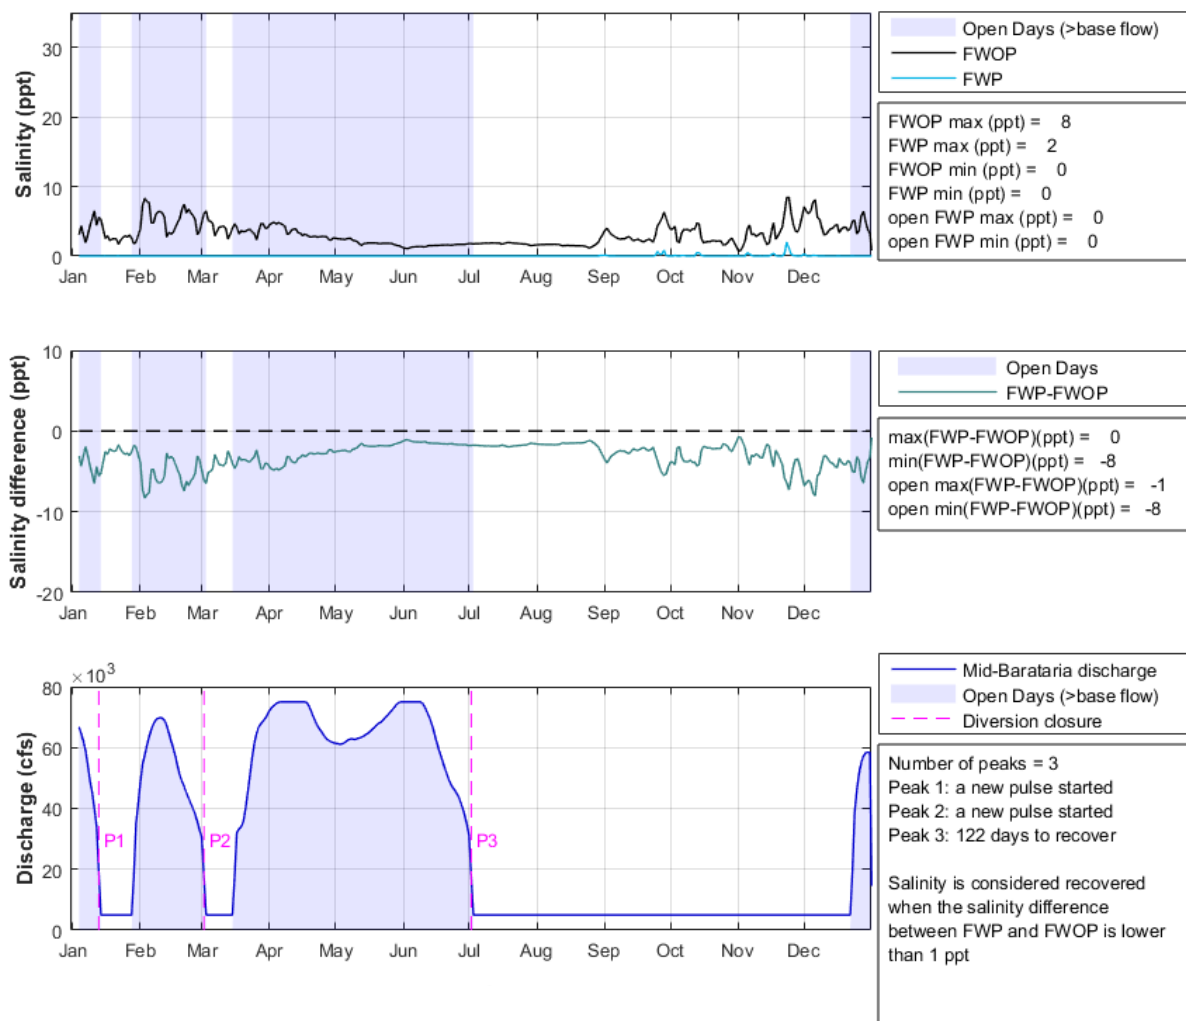 Salinity (ppt)
30
20
10
0
Jan Feb Mar Apr May Jun Jul Aug Sep Oct Nov Dec
Open Days (>base flow)
FWOP
FWP
FWOP max (ppt) = 8
FWP max (ppt) = 2
FWOP min (ppt) = 0
FWP min (ppt) = 0
open FWP max (ppt) = 0
open FWP min (ppt) = 0
Salinity difference (ppt)
10
0
-10
-20
Jan Feb Mar Apr May Jun Jul Aug Sep Oct Nov Dec
Open Days
FWP-FWOP
max(FWP-FWOP)(ppt) = 0
min(FWP-FWOP)(ppt) = -8
open max(FWP-FWOP)(ppt) = -1
open min(FWP-FWOP)(ppt) = -8
Discharge (cfs)
×10³
80
60
40
20
0
P1 P2 P3
Jan Feb Mar Apr May Jun Jul Aug Sep Oct Nov Dec
Mid-Barataria discharge
Open Days (>base flow)
Diversion closure
Number of peaks = 3
Peak 1: a new pulse started
Peak 2: a new pulse started
Peak 3: 122 days to recover
Salinity is considered recovered
when the salinity difference
between FWP and FWOP is lower
than 1 ppt